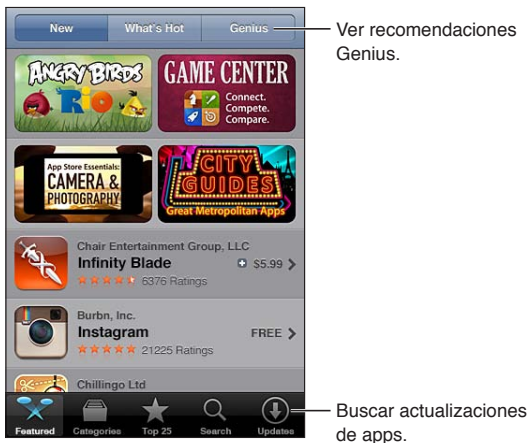 New What's Hot Genius
Ver recomendaciones
Genius.
ANGRY BIRDS
Rio
GAME CENTER
Connect.
Compete.
Compare.
App Store Essentials:
CAMERA &
PHOTOGRAPHY
CITY
GUIDES
Great Metropolitan Apps
Chair Entertainment Group, LLC
Infinity Blade
$5.99
6376 Ratings
Burbn, Inc.
Instagram
FREE
21225 Ratings
Chillingo Ltd
Featured Categories Top 25 Search Updates
Buscar actualizaciones
de apps.